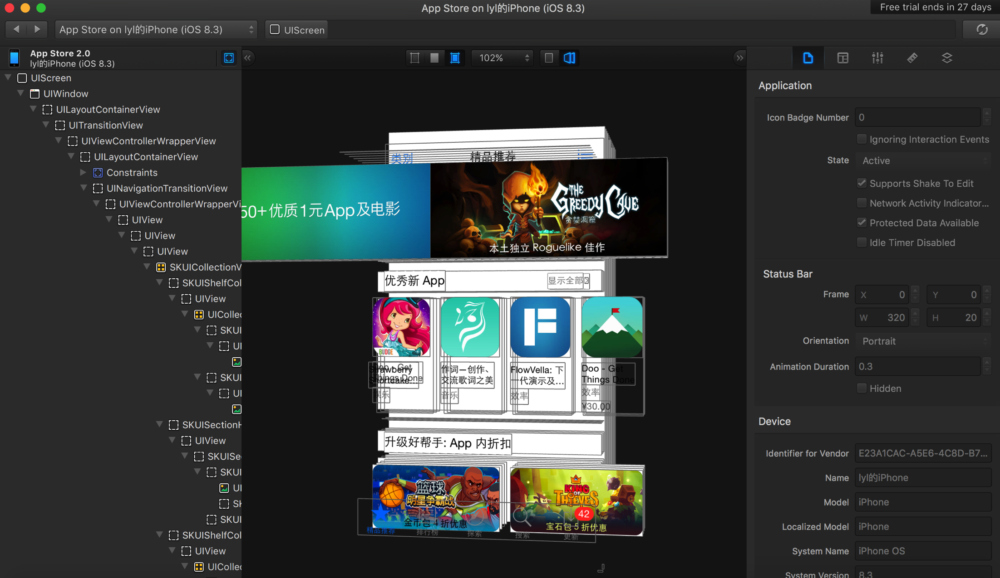 App Store on lyl的iPhone (iOS 8.3)
Free trial ends in 27 days
App Store on lyl的iPhone (iOS 8.3)
UIScreen
App Store 2.0
lyl的iPhone (iOS 8.3)
102%
UIScreen
UIWindow
UILayoutContainerView
UITransitionView
UIViewControllerWrapperView
UILayoutContainerView
Constraints
UINavigationTransitionView
UIViewControllerWrapperVi
UIView
UIView
UIView
SKUICollectionV
SKUIShelfCol
UIView
UICollec
SKUI
UI
SKUI
UI
SKUISectionH
UIView
SKUISe
SKUI
UI
SK
SKUI
SKUIShelfCol
UIView
UICollec
类别
精品推荐
50+优质1元App及电影
THE
GREEDY CAVE
贪婪洞窟
本土独立 Roguelike 佳作
优秀新 App
显示全部
BUDGE
Doo - Get
Things Done
Strawberry
Shortcake...
娱乐
作词—创作、
交流歌词之美
音乐
FlowVella: 下
一代演示及...
效率
Doo - Get
Things Done
效率
¥30.00
升级好帮手: App 内折扣
篮球
明星争霸战
金币包 4 折优惠
KING
OF
THIEVES
宝石包 5 折优惠
42
精品推荐
排行榜
探索
搜索
更新
Application
Icon Badge Number 0
Ignoring Interaction Events
State Active
Supports Shake To Edit
Network Activity Indicator...
Protected Data Available
Idle Timer Disabled
Status Bar
Frame X 0 Y 0
W 320 H 20
Orientation Portrait
Animation Duration 0.3
Hidden
Device
Identifier for Vendor E23A1CAC-A5E6-4C8D-B7...
Name lyl的iPhone
Model iPhone
Localized Model iPhone
System Name iPhone OS
System Version 8.3